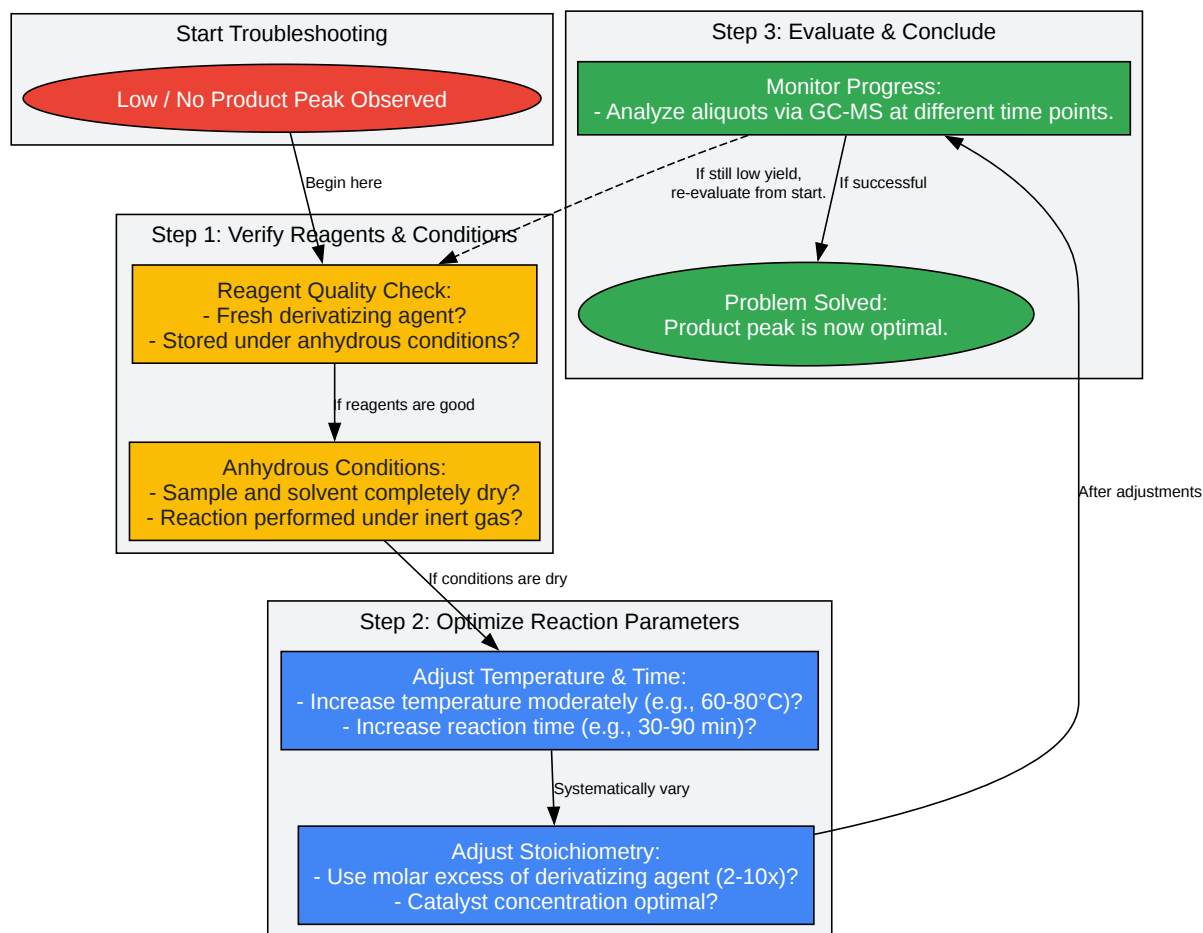 Start Troubleshooting
Low / No Product Peak Observed
Begin here
Step 1: Verify Reagents & Conditions
Reagent Quality Check:
- Fresh derivatizing agent?
- Stored under anhydrous conditions?
If reagents are good
Anhydrous Conditions:
- Sample and solvent completely dry?
- Reaction performed under inert gas?
If conditions are dry
Step 2: Optimize Reaction Parameters
Adjust Temperature & Time:
- Increase temperature moderately (e.g., 60-80°C)?
- Increase reaction time (e.g., 30-90 min)?
Systematically vary
Adjust Stoichiometry:
- Use molar excess of derivatizing agent (2-10x)?
- Catalyst concentration optimal?
After adjustments
Step 3: Evaluate & Conclude
Monitor Progress:
- Analyze aliquots via GC-MS at different time points.
If still low yield,
re-evaluate from start.
If successful
Problem Solved:
Product peak is now optimal.